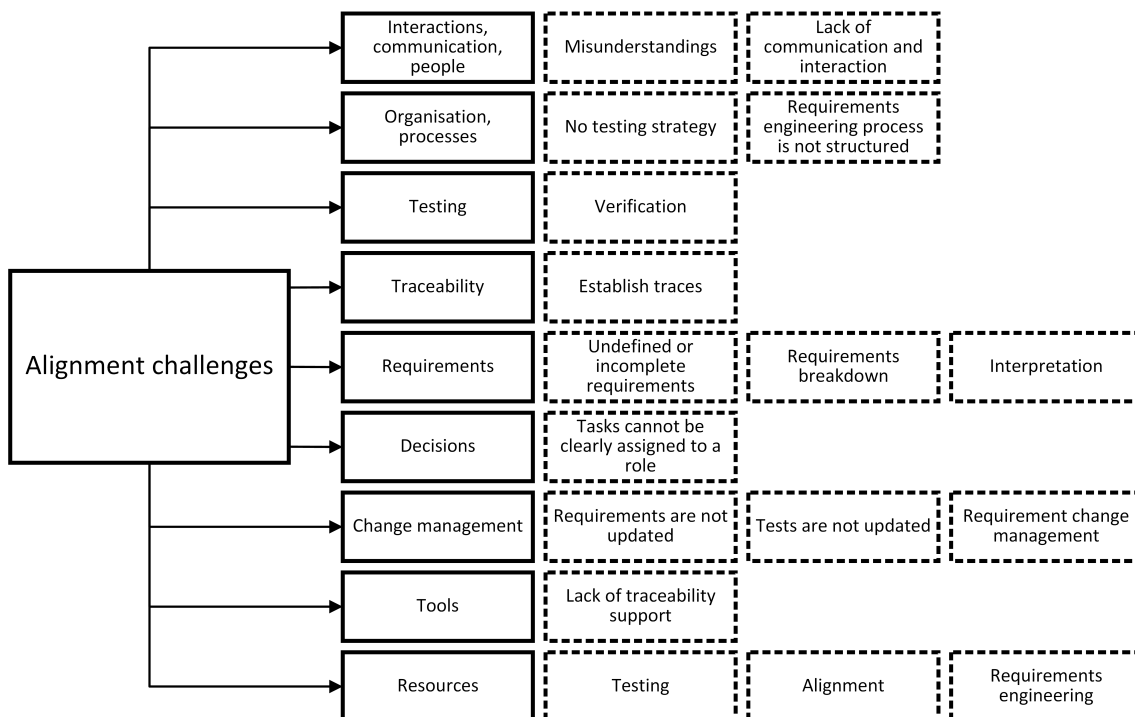 Interactions,
communication,
people
Misunderstandings
Lack of
communication and
interaction
Organisation,
processes
No testing strategy
Requirements
engineering process
is not structured
Testing
Verification
Traceability
Establish traces
Alignment challenges
Requirements
Undefined or
incomplete
requirements
Requirements
breakdown
Interpretation
Decisions
Tasks cannot be
clearly assigned to a
role
Change management
Requirements are not
updated
Tests are not updated
Requirement change
management
Tools
Lack of traceability
support
Resources
Testing
Alignment
Requirements
engineering